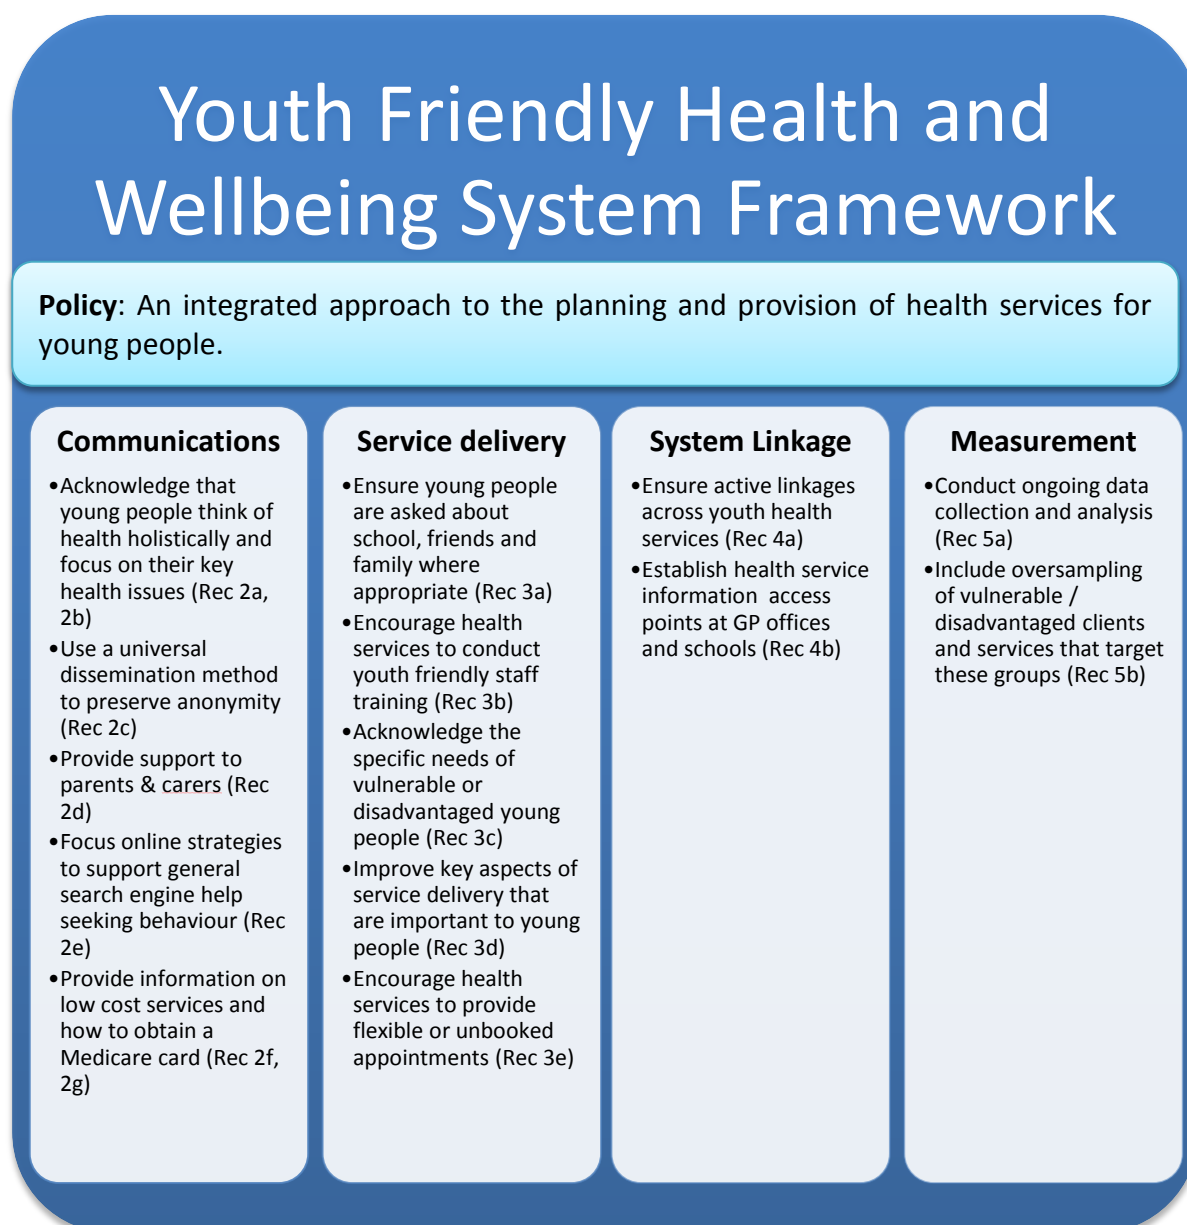 Youth Friendly Health and
Wellbeing System Framework
Policy: An integrated approach to the planning and provision of health services for
young people.
Communications
•Acknowledge that
young people think of
health holistically and
focus on their key
health issues (Rec 2a,
2b)
•Use a universal
dissemination method
to preserve anonymity
(Rec 2c)
•Provide support to
parents & carers (Rec
2d)
•Focus online strategies
to support general
search engine help
seeking behaviour (Rec
2e)
•Provide information on
low cost services and
how to obtain a
Medicare card (Rec 2f,
2g)
Service delivery
•Ensure young people
are asked about
school, friends and
family where
appropriate (Rec 3a)
•Encourage health
services to conduct
youth friendly staff
training (Rec 3b)
•Acknowledge the
specific needs of
vulnerable or
disadvantaged young
people (Rec 3c)
•Improve key aspects of
service delivery that
are important to young
people (Rec 3d)
•Encourage health
services to provide
flexible or unbooked
appointments (Rec 3e)
System Linkage
•Ensure active linkages
across youth health
services (Rec 4a)
•Establish health service
information access
points at GP offices
and schools (Rec 4b)
Measurement
•Conduct ongoing data
collection and analysis
(Rec 5a)
•Include oversampling
of vulnerable /
disadvantaged clients
and services that target
these groups (Rec 5b)